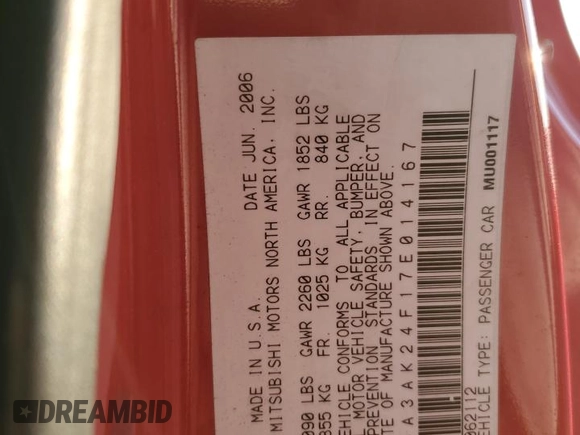 MADE IN U.S.A. DATE JUN. 2006
MITSUBISHI MOTORS NORTH AMERICA, INC.
090 LBS GAWR 2260 LBS GAWR 1852 LBS
855 KG FR. 1025 KG RR. 840 KG
EHICLE CONFORMS TO ALL APPLICABLE
L MOTOR VEHICLE SAFETY, BUMPER, AND
PREVENTION STANDARDS IN EFFECT ON
TE OF MANUFACTURE SHOWN ABOVE.
A3AK24F17E014167
062112
EHICLE TYPE: PASSENGER CAR MU001117
DREAMBID